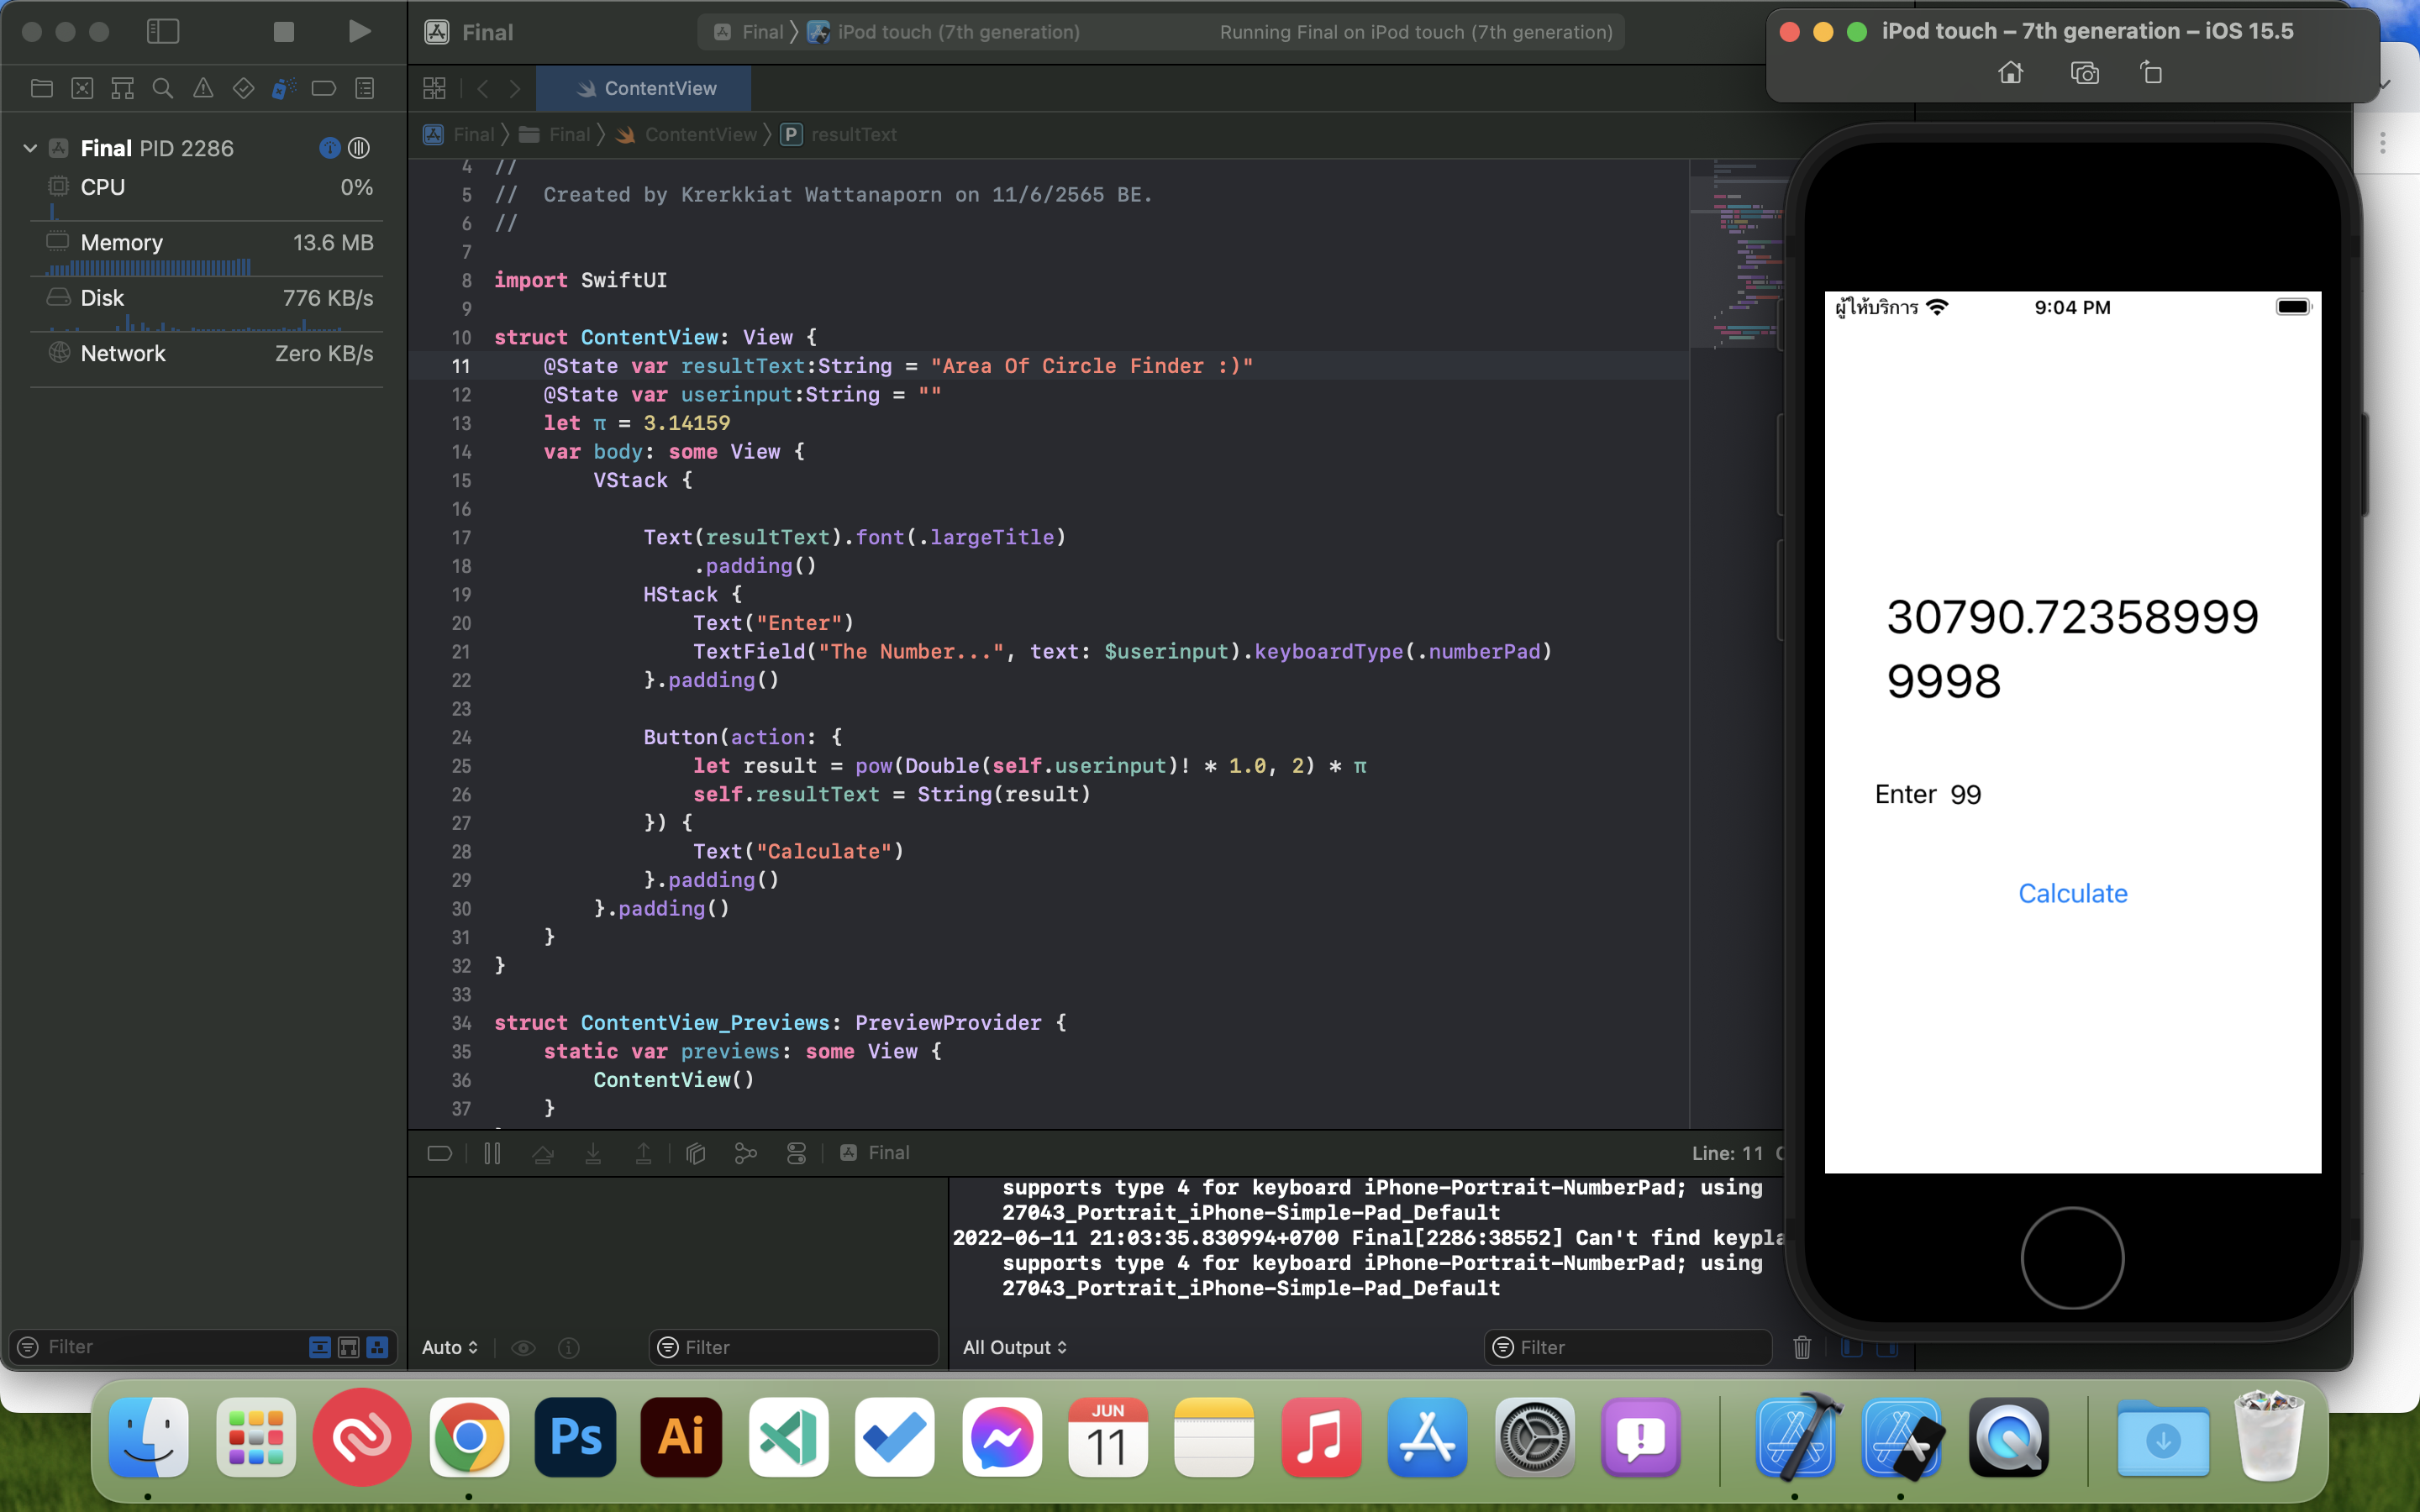 Final
Final
iPod touch (7th generation)
Running Final on iPod touch (7th generation)
iPod touch – 7th generation – iOS 15.5
ContentView
Final
Final
ContentView
P
resultText
Final PID 2286
CPU 0%
Memory 13.6 MB
Disk 776 KB/s
Network Zero KB/s
4 //
5 //  Created by Krerkkiat Wattanaporn on 11/6/2565 BE.
6 //
7
8 import SwiftUI
9
10 struct ContentView: View {
11     @State var resultText:String = "Area Of Circle Finder :)"
12     @State var userinput:String = ""
13     let π = 3.14159
14     var body: some View {
15         VStack {
16
17             Text(resultText).font(.largeTitle)
18                 .padding()
19             HStack {
20                 Text("Enter")
21                 TextField("The Number...", text: $userinput).keyboardType(.numberPad)
22             }.padding()
23
24             Button(action: {
25                 let result = pow(Double(self.userinput)! * 1.0, 2) * π
26                 self.resultText = String(result)
27             }) {
28                 Text("Calculate")
29             }.padding()
30         }.padding()
31     }
32 }
33
34 struct ContentView_Previews: PreviewProvider {
35     static var previews: some View {
36         ContentView()
37     }
ผู้ให้บริการ
9:04 PM
30790.72358999
9998
Enter 99
Calculate
Final
Line: 11
supports type 4 for keyboard iPhone-Portrait-NumberPad; using
27043_Portrait_iPhone-Simple-Pad_Default
2022-06-11 21:03:35.830994+0700 Final[2286:38552] Can't find keypla
supports type 4 for keyboard iPhone-Portrait-NumberPad; using
27043_Portrait_iPhone-Simple-Pad_Default
Filter
Auto
Filter
All Output
Filter
Ps
Ai
JUN
11